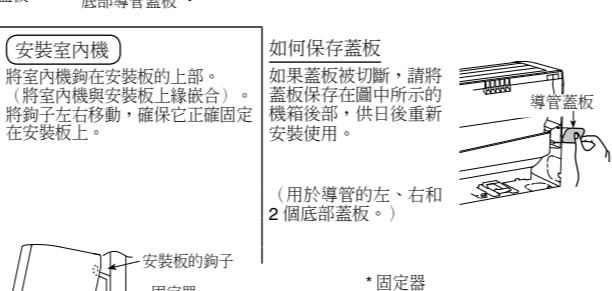 蓋板
底部導管蓋板
安裝室內機
將室內機鉤在安裝板的上部。
（將室內機與安裝板上緣嵌合）。
將鉤子左右移動，確保它正確固定
在安裝板上。
如何保存蓋板
如果蓋板被切斷，請將
蓋板保存在圖中所示的
機箱後部，供日後重新
安裝使用。
（用於導管的左、右和
2 個底部蓋板。）
導管蓋板
安裝板的鉤子
固定器
* 固定器